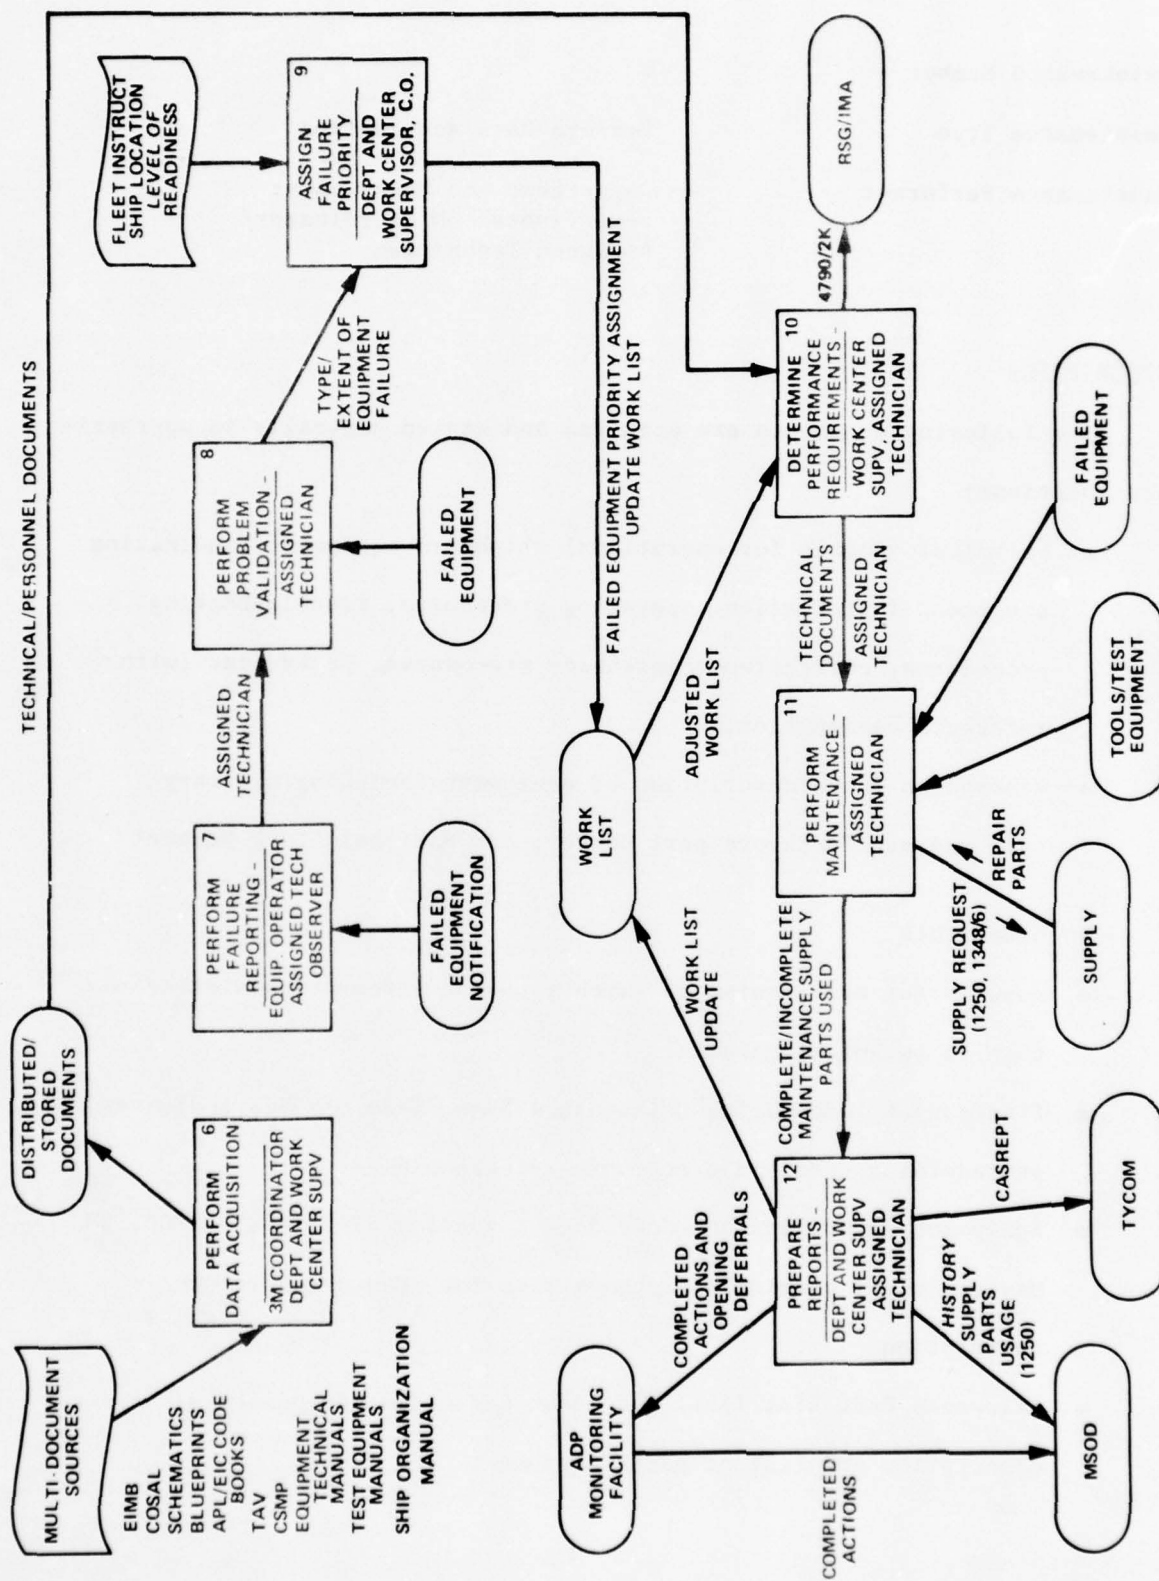 TECHNICAL/PERSONNEL DOCUMENTS
MULTI-DOCUMENT
SOURCES
EIMB
COSAL
SCHEMATICS
BLUEPRINTS
APL/EIC CODE
BOOKS
TAV
CSMP
EQUIPMENT
TECHNICAL
MANUALS
TEST EQUIPMENT
MANUALS
SHIP ORGANIZATION
MANUAL
DISTRIBUTED/
STORED
DOCUMENTS
6
PERFORM
DATA ACQUISITION
3M COORDINATOR
DEPT AND WORK
CENTER SUPV
7
PERFORM
FAILURE
REPORTING -
EQUIP. OPERATOR
ASSIGNED TECH
OBSERVER
FAILED
EQUIPMENT
NOTIFICATION
ASSIGNED
TECHNICIAN
8
PERFORM
PROBLEM
VALIDATION -
ASSIGNED
TECHNICIAN
FAILED
EQUIPMENT
TYPE/
EXTENT OF
EQUIPMENT
FAILURE
FLEET INSTRUCT
SHIP LOCATION
LEVEL OF
READINESS
9
ASSIGN
FAILURE
PRIORITY
DEPT AND
WORK CENTER
SUPERVISOR, C.O.
FAILED EQUIPMENT PRIORITY ASSIGNMENT
UPDATE WORK LIST
WORK
LIST
ADJUSTED
WORK LIST
WORK LIST
UPDATE
10
DETERMINE
PERFORMANCE
REQUIREMENTS -
WORK CENTER
SUPV, ASSIGNED
TECHNICIAN
4790/2K
RSG/IMA
TECHNICAL
DOCUMENTS
ASSIGNED
TECHNICIAN
11
PERFORM
MAINTENANCE -
ASSIGNED
TECHNICIAN
FAILED
EQUIPMENT
TOOLS/TEST
EQUIPMENT
REPAIR
PARTS
SUPPLY REQUEST
(1250, 1348/6)
SUPPLY
COMPLETE/INCOMPLETE
MAINTENANCE, SUPPLY
PARTS USED
12
PREPARE
REPORTS -
DEPT AND WORK
CENTER SUPV
ASSIGNED
TECHNICIAN
CASREPT
TYCOM
HISTORY
SUPPLY
PARTS
USAGE
(1250)
MSOD
COMPLETED
ACTIONS AND
OPENING
DEFERRALS
ADP
MONITORING
FACILITY
COMPLETED
ACTIONS